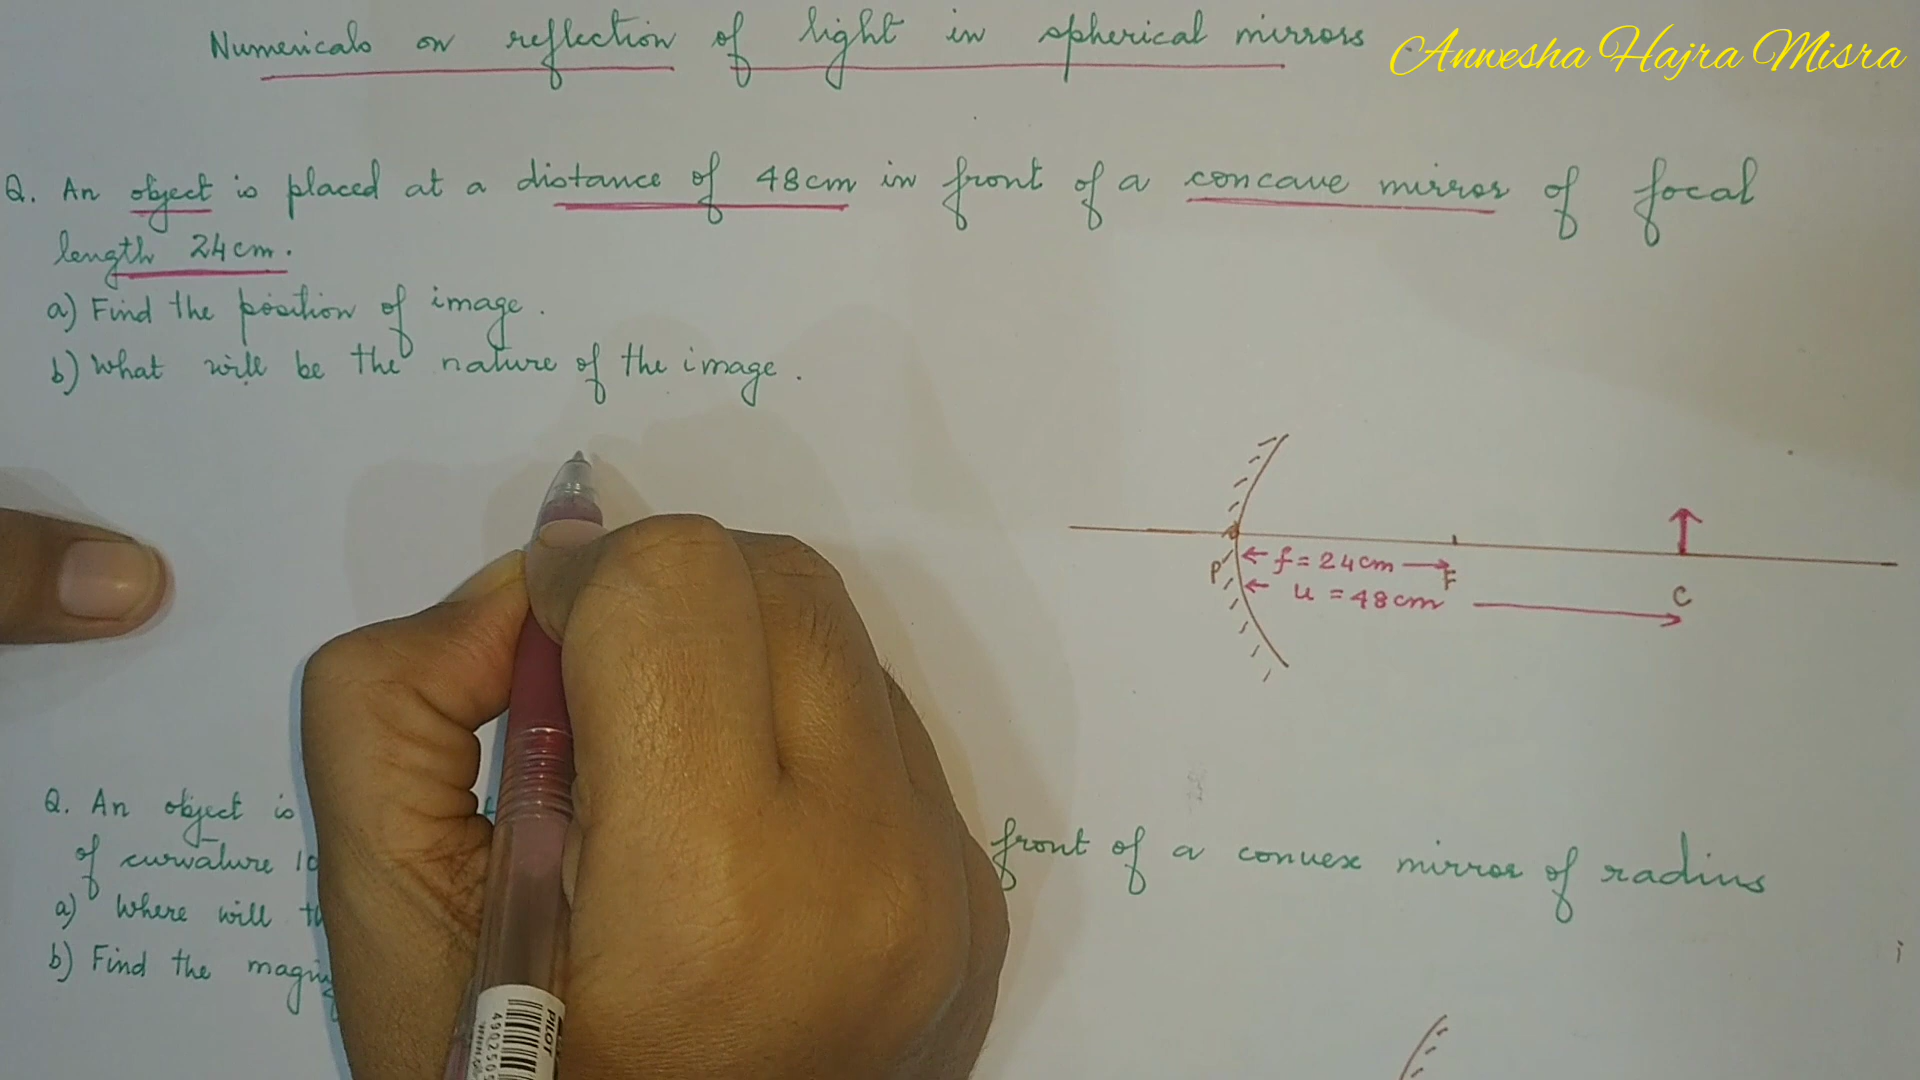 Numericals on reflection of light in spherical mirrors.
Annesha Hajra Misra
Q. An object is placed at a distance of 48cm in front of a concave mirror of focal
length 24cm.
a) Find the position of image.
b) What will be the nature of the image.
P
f = 24cm
F
u = 48cm
C
Q. An object is
front of a convex mirror of radius
of curvature 10
a) Where will
b) Find the
PILOT